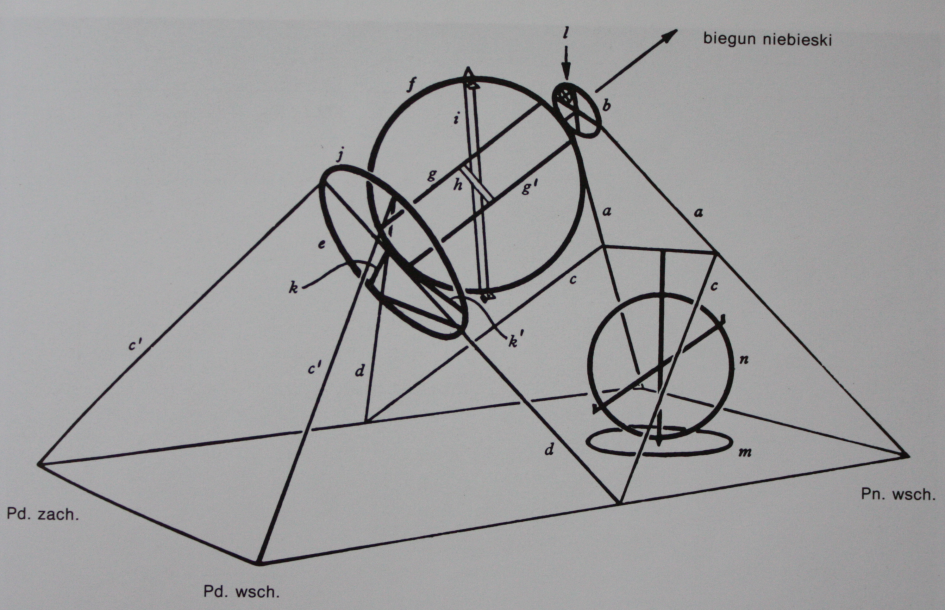 l
biegun niebieski
f
b
i
j
g
h
g'
a
a
e
c
c
k
k'
c'
c'
d
n
d
m
Pd. zach.
Pn. wsch.
Pd. wsch.